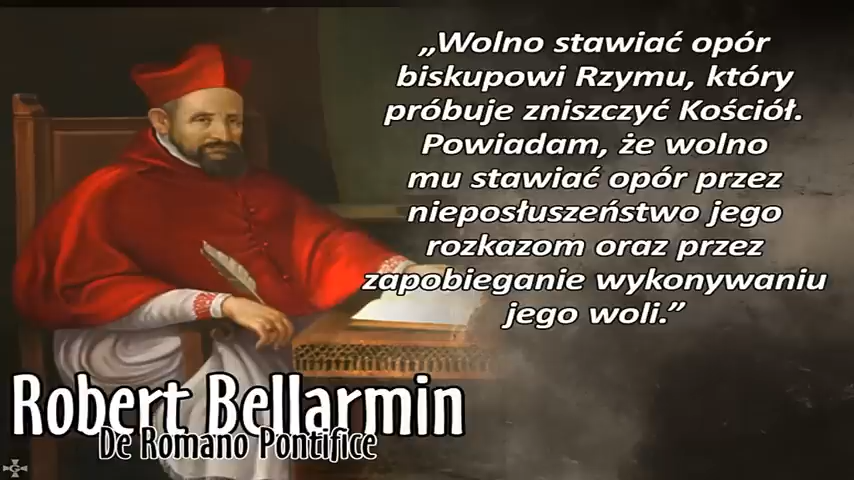 „Wolno stawiać opór
biskupowi Rzymu, który
próbuje zniszczyć Kościół.
Powiadam, że wolno
mu stawiać opór przez
nieposłuszeństwo jego
rozkazom oraz przez
zapobieganie wykonywaniu
jego woli.”
Robert Bellarmin
De Romano Pontifice